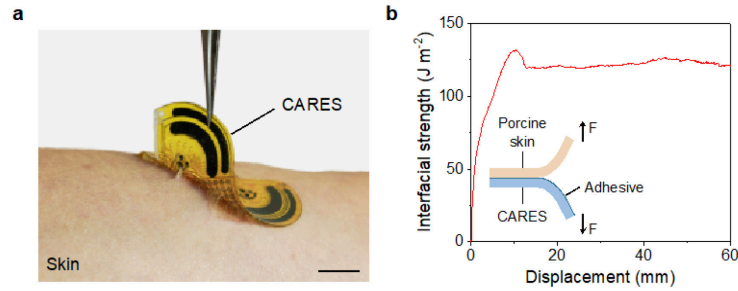 a
CARES
Skin
b
Interfacial strength (J m⁻²)
150
100
50
0
Porcine
skin
F
Adhesive
CARES
F
0
20
40
60
Displacement (mm)